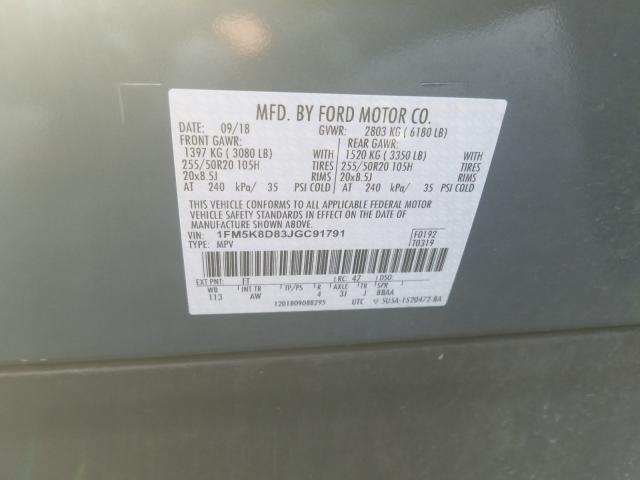 MFD. BY FORD MOTOR CO.
DATE: 09/18 GVWR: 2803 KG ( 6180 LB)
FRONT GAWR: REAR GAWR:
1397 KG ( 3080 LB) WITH 1520 KG ( 3350 LB) WITH
255/50R20 105H TIRES 255/50R20 105H TIRES
20x8.5J RIMS 20x8.5J RIMS
AT 240 kPa/ 35 PSI COLD AT 240 kPa/ 35 PSI COLD
THIS VEHICLE CONFORMS TO ALL APPLICABLE FEDERAL MOTOR
VEHICLE SAFETY STANDARDS IN EFFECT ON THE DATE OF
MANUFACTURE SHOWN ABOVE.
VIN: 1FM5K8D83JGC91791 F0192
TYPE: MPV T0319
EXT PNT: FT RC: 47 DSO:
WB INT TR TP/PS R AXLE TR SPR
113 AW 4 3J J BBAA
1201809088295 UTC 5U5A-1520472-BA